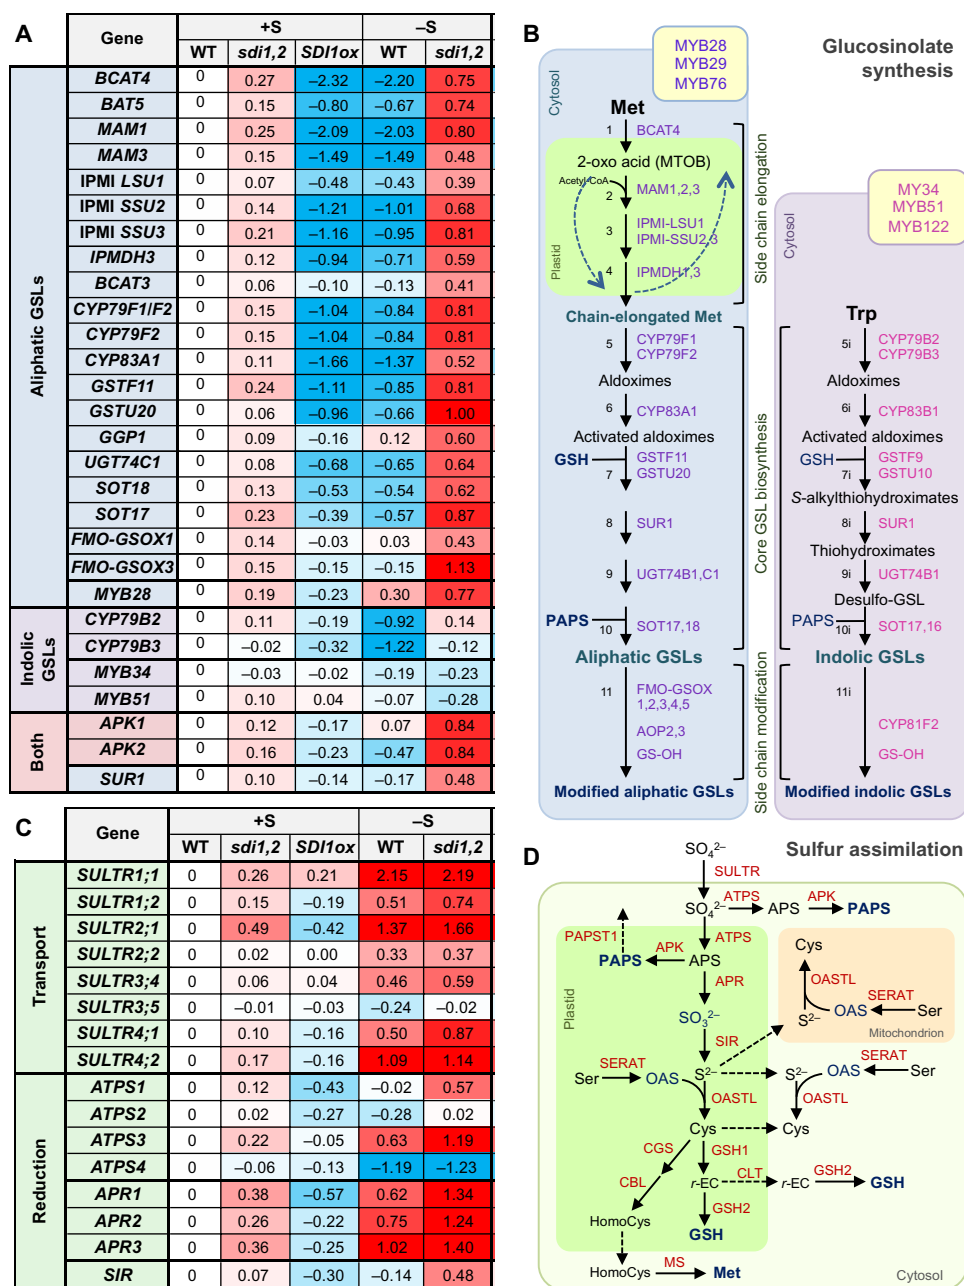 A
Gene
+S
–S
WT sdi1,2 SDI1ox WT sdi1,2
Aliphatic GSLs
BCAT4 0 0.27 –2.32 –2.20 0.75
BAT5 0 0.15 –0.80 –0.67 0.74
MAM1 0 0.25 –2.09 –2.03 0.80
MAM3 0 0.15 –1.49 –1.49 0.48
IPMI LSU1 0 0.07 –0.48 –0.43 0.39
IPMI SSU2 0 0.14 –1.21 –1.01 0.68
IPMI SSU3 0 0.21 –1.16 –0.95 0.81
IPMDH3 0 0.12 –0.94 –0.71 0.59
BCAT3 0 0.06 –0.10 –0.13 0.41
CYP79F1/F2 0 0.15 –1.04 –0.84 0.81
CYP79F2 0 0.15 –1.04 –0.84 0.81
CYP83A1 0 0.11 –1.66 –1.37 0.52
GSTF11 0 0.24 –1.11 –0.85 0.81
GSTU20 0 0.06 –0.96 –0.66 1.00
GGP1 0 0.09 –0.16 0.12 0.60
UGT74C1 0 0.08 –0.68 –0.65 0.64
SOT18 0 0.13 –0.53 –0.54 0.62
SOT17 0 0.23 –0.39 –0.57 0.87
FMO-GSOX1 0 0.14 –0.03 0.03 0.43
FMO-GSOX3 0 0.15 –0.15 –0.15 1.13
MYB28 0 0.19 –0.23 0.30 0.77
Indolic GSLs
CYP79B2 0 0.11 –0.19 –0.92 0.14
CYP79B3 0 –0.02 –0.32 –1.22 –0.12
MYB34 0 –0.03 –0.02 –0.19 –0.23
MYB51 0 0.10 0.04 –0.07 –0.28
Both
APK1 0 0.12 –0.17 0.07 0.84
APK2 0 0.16 –0.23 –0.47 0.84
SUR1 0 0.10 –0.14 –0.17 0.48
B
Glucosinolate
synthesis
MYB28
MYB29
MYB76
Cytosol
Met
1 BCAT4
2-oxo acid (MTOB)
Acetyl-CoA
2 MAM1,2,3
3 IPMI-LSU1
IPMI-SSU2,3
Plastid
4 IPMDH1,3
Chain-elongated Met
5 CYP79F1
CYP79F2
Aldoximes
6 CYP83A1
Activated aldoximes
GSH
7 GSTF11
GSTU20
8 SUR1
9 UGT74B1,C1
PAPS
10 SOT17,18
Aliphatic GSLs
11 FMO-GSOX
1,2,3,4,5
AOP2,3
GS-OH
Modified aliphatic GSLs
Side chain elongation
Core GSL biosynthesis
Side chain modification
MY34
MYB51
MYB122
Cytosol
Trp
5i CYP79B2
CYP79B3
Aldoximes
6i CYP83B1
Activated aldoximes
GSH
7i GSTF9
GSTU10
S-alkylthiohydroximates
8i SUR1
Thiohydroximates
9i UGT74B1
Desulfo-GSL
PAPS
10i SOT17,16
Indolic GSLs
11i
CYP81F2
GS-OH
Modified indolic GSLs
C
Gene
+S
–S
WT sdi1,2 SDI1ox WT sdi1,2
Transport
SULTR1;1 0 0.26 0.21 2.15 2.19
SULTR1;2 0 0.15 –0.19 0.51 0.74
SULTR2;1 0 0.49 –0.42 1.37 1.66
SULTR2;2 0 0.02 0.00 0.33 0.37
SULTR3;4 0 0.06 0.04 0.46 0.59
SULTR3;5 0 –0.01 –0.03 –0.24 –0.02
SULTR4;1 0 0.10 –0.16 0.50 0.87
SULTR4;2 0 0.17 –0.16 1.09 1.14
Reduction
ATPS1 0 0.12 –0.43 –0.02 0.57
ATPS2 0 0.02 –0.27 –0.28 0.02
ATPS3 0 0.22 –0.05 0.63 1.19
ATPS4 0 –0.06 –0.13 –1.19 –1.23
APR1 0 0.38 –0.57 0.62 1.34
APR2 0 0.26 –0.22 0.75 1.24
APR3 0 0.36 –0.25 1.02 1.40
SIR 0 0.07 –0.30 –0.14 0.48
D
Sulfur assimilation
SO₄²⁻
SULTR
SO₄²⁻ ATPS APS APK PAPS
PAPST1
ATPS
PAPS APK APS
APR
Plastid
SO₃²⁻
SIR
Ser SERAT OAS S²⁻
OASTL
Cys
CGS
GSH1
CBL
r-EC CLT r-EC GSH2 GSH
GSH2
HomoCys
GSH
HomoCys MS Met
Cys
OASTL
SERAT
S²⁻ OAS Ser
Mitochondrion
SERAT
S²⁻ OAS Ser
OASTL
Cys
Cytosol